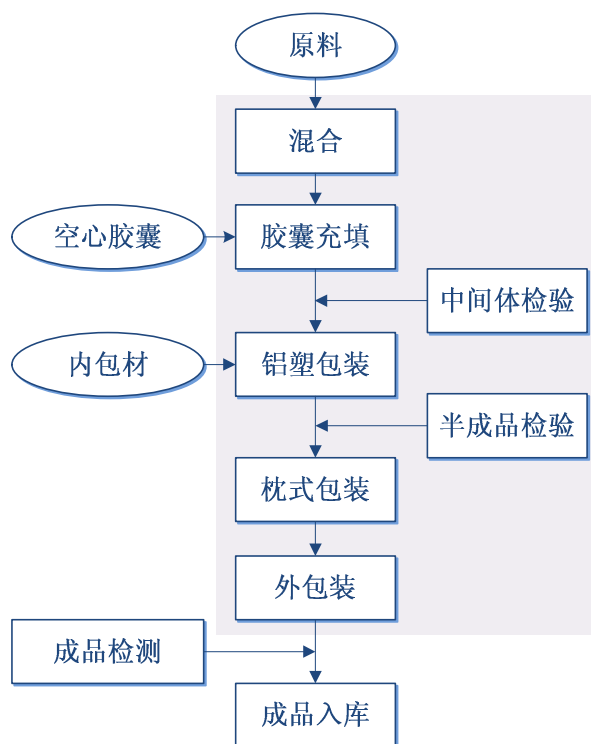 原料
混合
空心胶囊
胶囊充填
中间体检验
内包材
铝塑包装
半成品检验
枕式包装
外包装
成品检测
成品入库